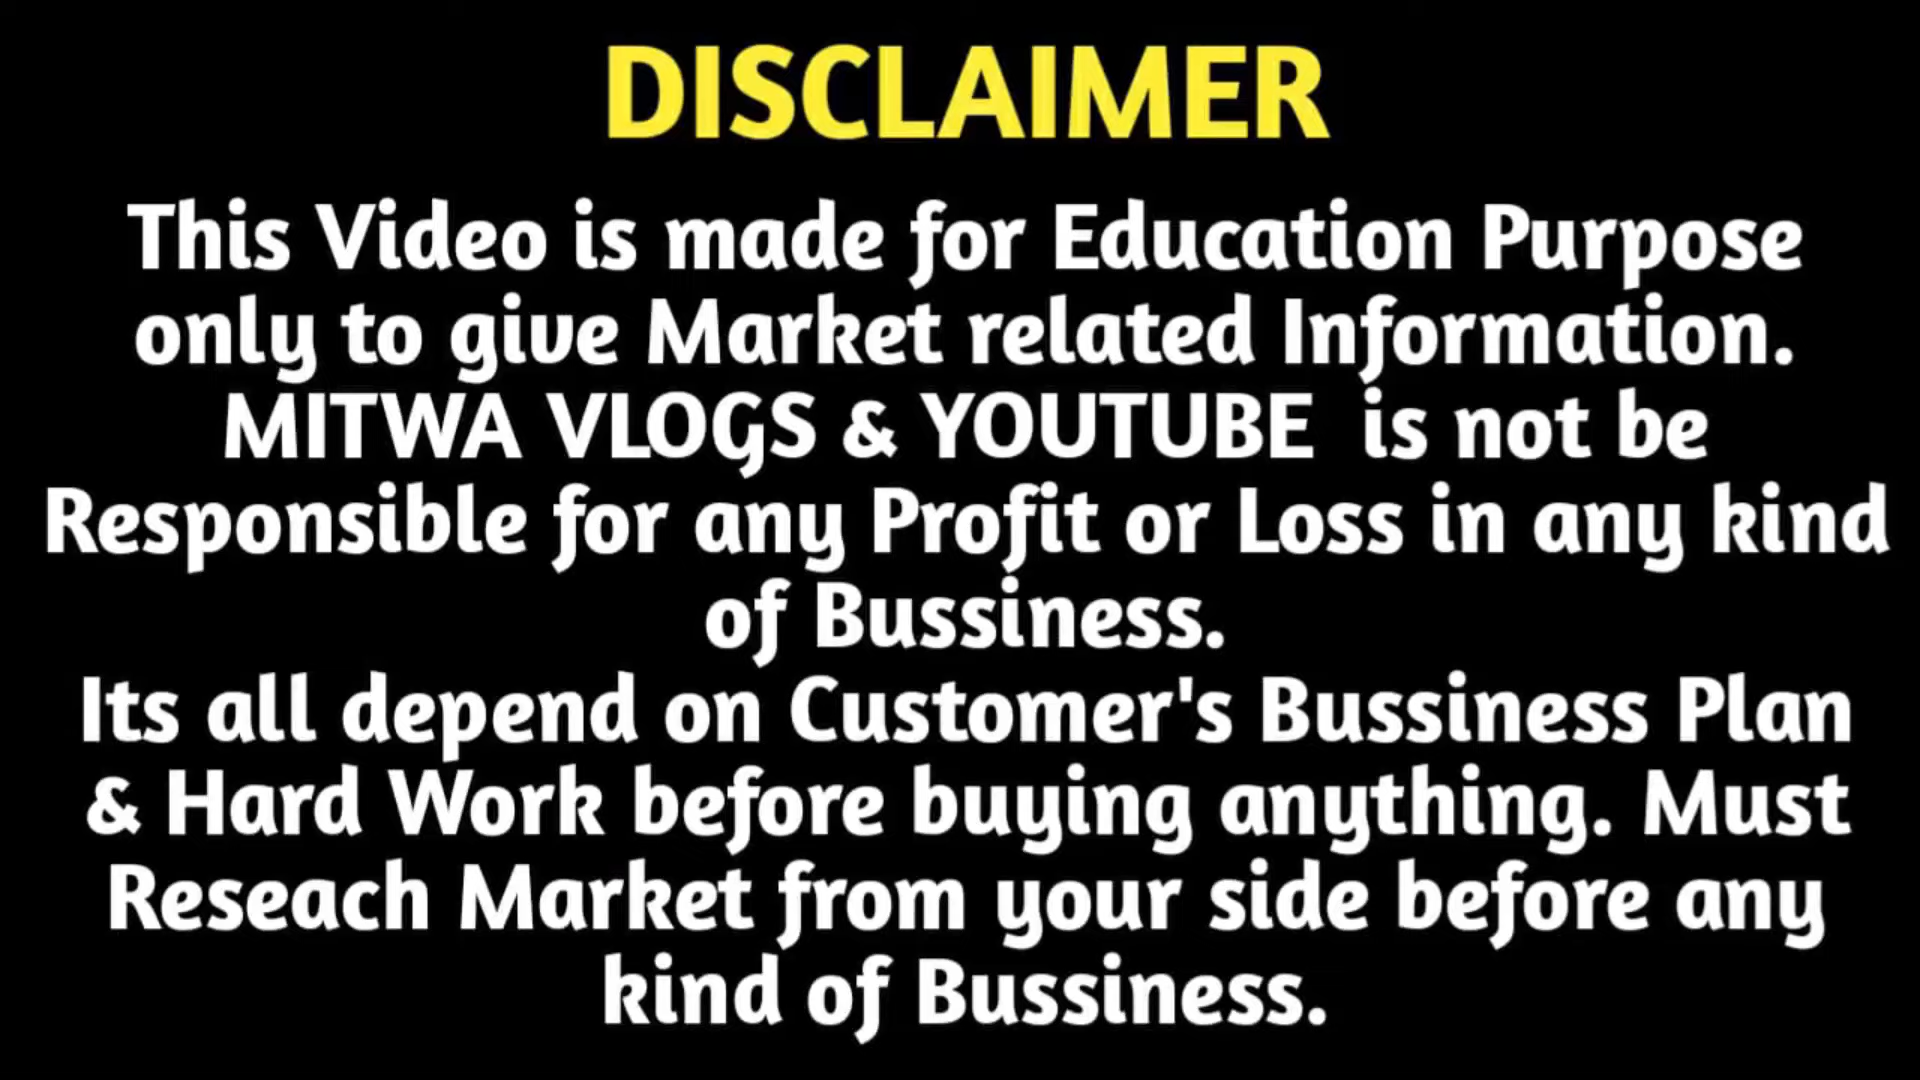 DISCLAIMER
This Video is made for Education Purpose
only to give Market related Information.
MITWA VLOGS & YOUTUBE is not be
Responsible for any Profit or Loss in any kind
of Bussiness.
Its all depend on Customer's Bussiness Plan
& Hard Work before buying anything. Must
Reseach Market from your side before any
kind of Bussiness.